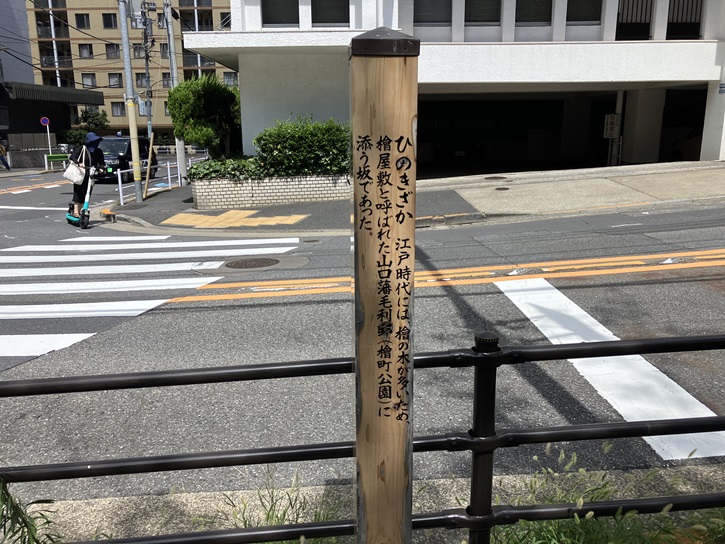 ひのきざか 江戸時代には、檜の木が多いため、
檜屋敷と呼ばれた山口藩毛利邸(檜町公園)に
添う坂であった。